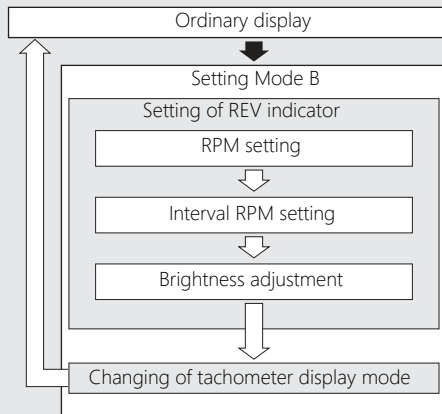 Ordinary display
Setting Mode B
Setting of REV indicator
RPM setting
Interval RPM setting
Brightness adjustment
Changing of tachometer display mode